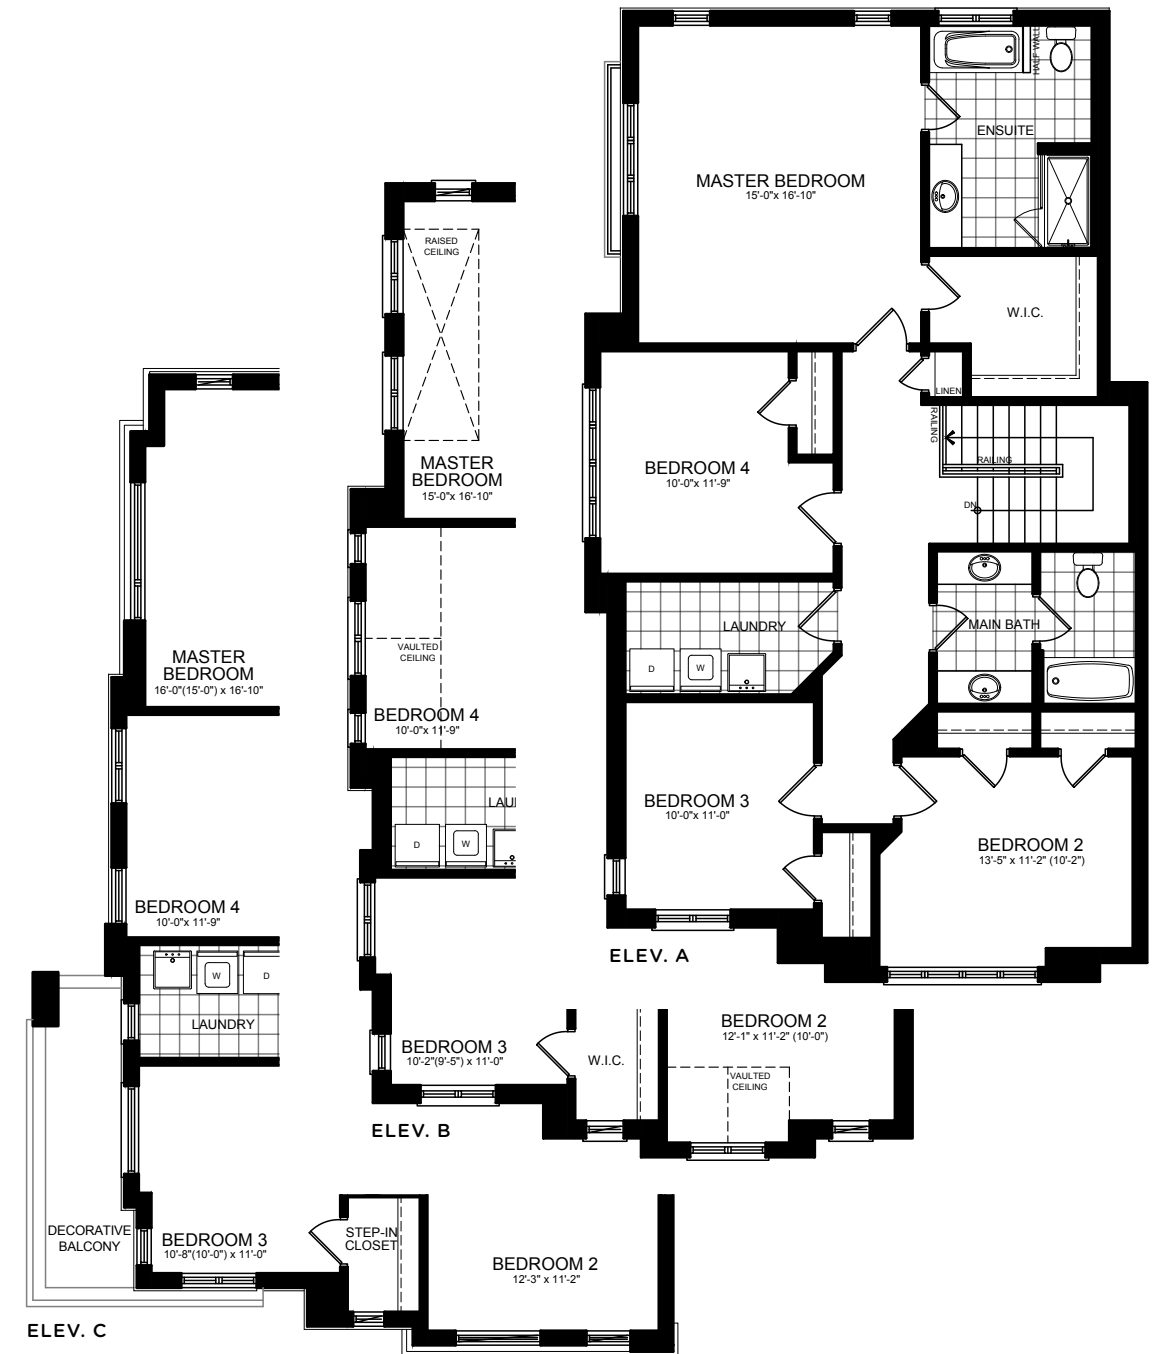 HALF WALL
ENSUITE
MASTER BEDROOM
15'-0"x 16'-10"
W.I.C.
LINEN
RAILING
RAILING
DN
BEDROOM 4
10'-0"x 11'-9"
LAUNDRY
D
W
MAIN BATH
BEDROOM 3
10'-0"x 11'-0"
BEDROOM 2
13'-5" x 11'-2" (10'-2")
ELEV. A
RAISED
CEILING
MASTER
BEDROOM
15'-0"x 16'-10"
VAULTED
CEILING
BEDROOM 4
10'-0"x 11'-9"
LAU
D
W
BEDROOM 3
10'-2"(9'-5") x 11'-0"
W.I.C.
BEDROOM 2
12'-1" x 11'-2" (10'-0")
VAULTED
CEILING
ELEV. B
MASTER
BEDROOM
16'-0"(15'-0") x 16'-10"
BEDROOM 4
10'-0"x 11'-9"
W
D
LAUNDRY
DECORATIVE
BALCONY
BEDROOM 3
10'-8"(10'-0") x 11'-0"
STEP-IN
CLOSET
BEDROOM 2
12'-3" x 11'-2"
ELEV. C